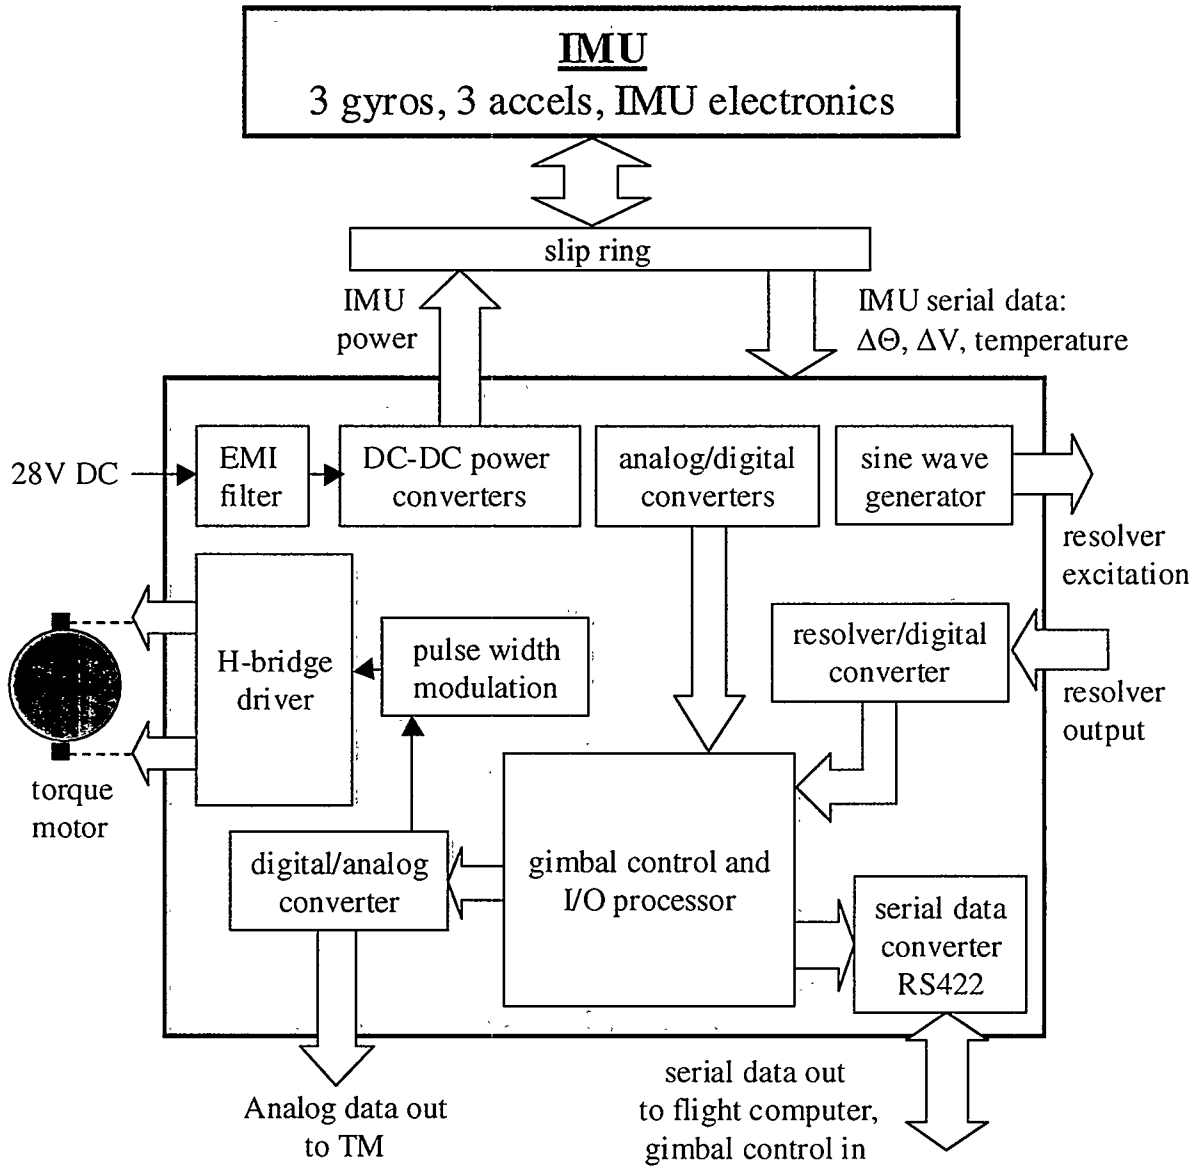 IMU
3 gyros, 3 accels, IMU electronics
slip ring
IMU
power
IMU serial data:
ΔΘ, ΔV, temperature
28V DC
EMI
filter
DC-DC power
converters
analog/digital
converters
sine wave
generator
resolver
excitation
H-bridge
driver
pulse width
modulation
resolver/digital
converter
resolver
output
torque
motor
digital/analog
converter
gimbal control and
I/O processor
serial data
converter
RS422
Analog data out
to TM
serial data out
to flight computer,
gimbal control in